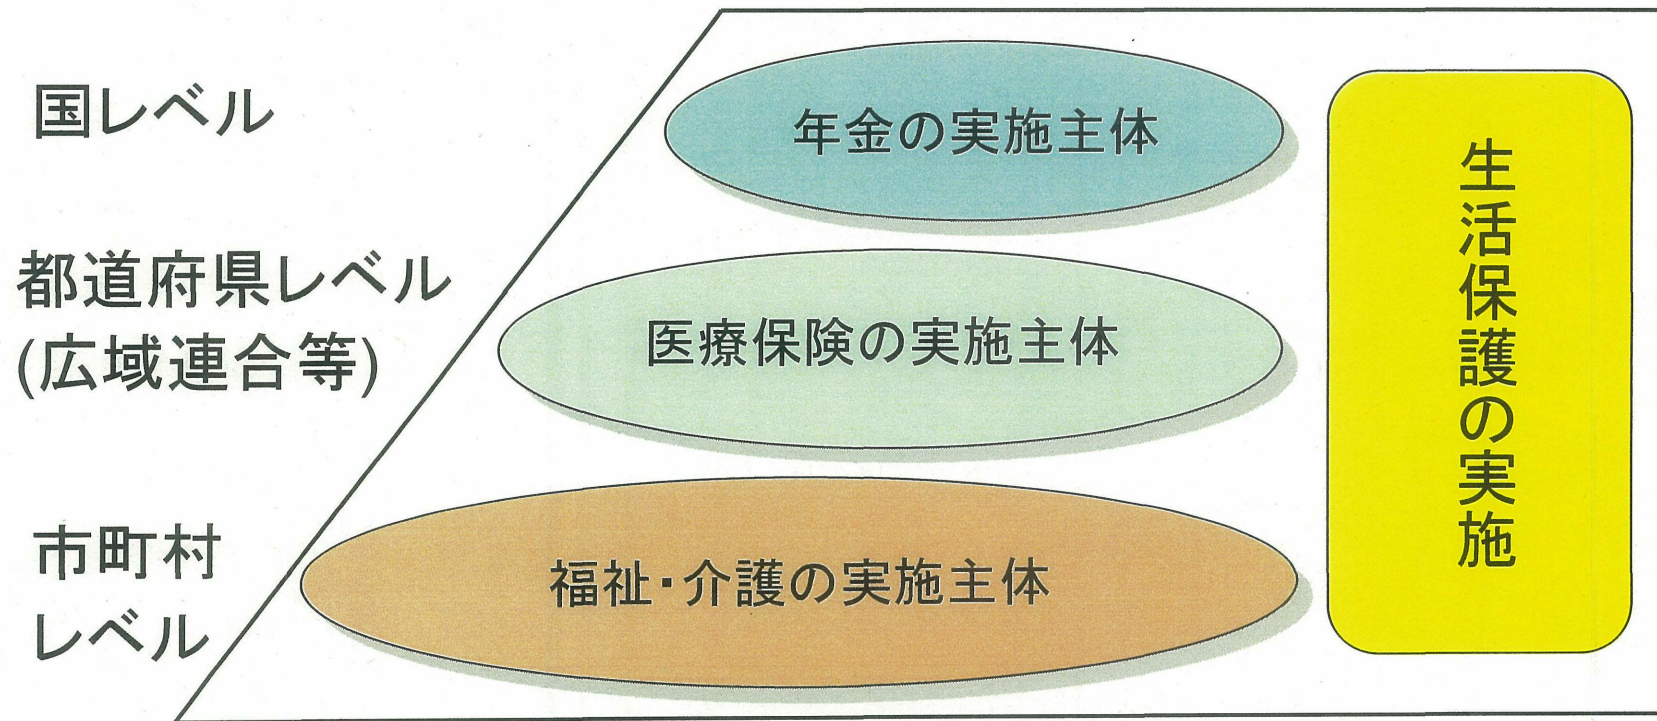 国レベル
年金の実施主体
都道府県レベル
(広域連合等)
医療保険の実施主体
市町村
レベル
福祉・介護の実施主体
生活保護の実施